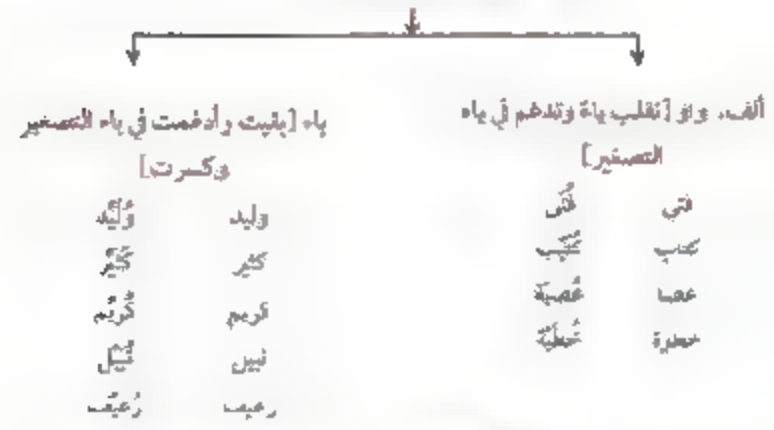 ألف، واو [تقلب ياءً وتدغم في ياء
التصغير]
فتى فُتَيّ
كتاب كُتَيِّب
عصا عُصَيّة
خطوة خُطَيّة
ياء [بقيت وأدغمت في ياء التصغير
وكسرت]
وليد وُلَيِّد
كثير كُثَيِّر
كريم كُرَيِّم
نبيل نُبَيِّل
رغيف رُغَيِّف